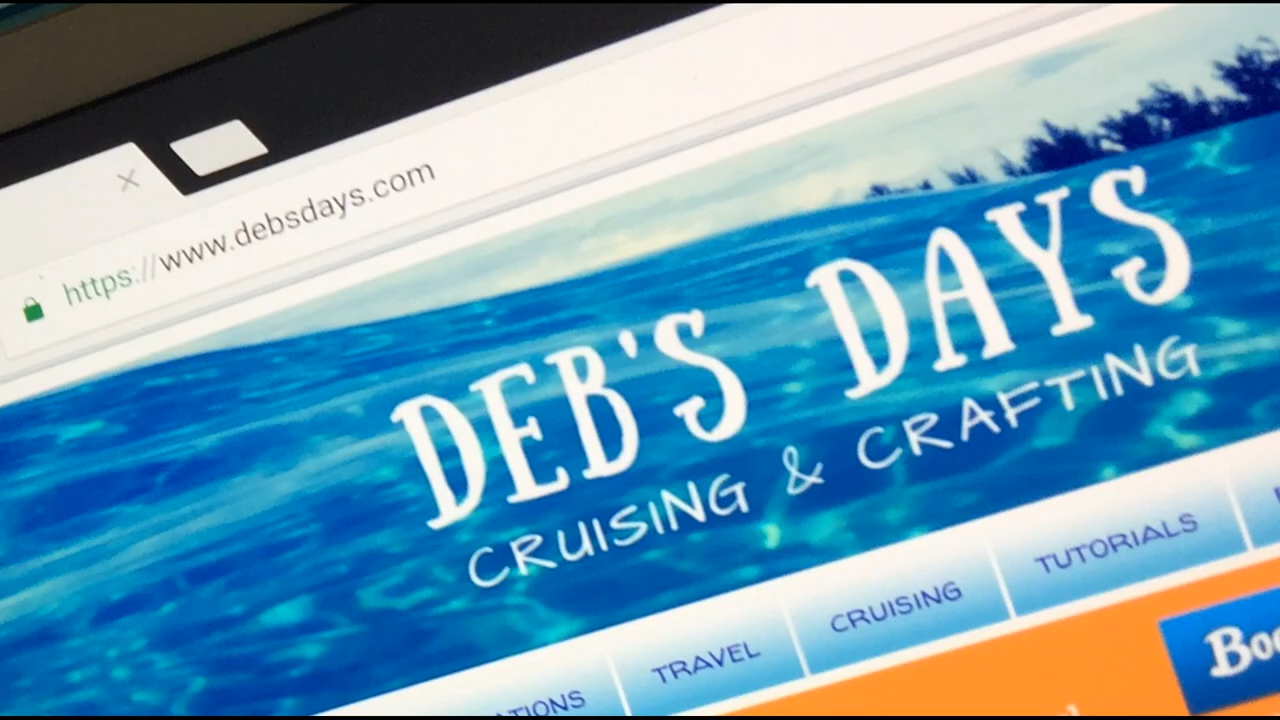 https://www.debsdays.com
DEB'S DAYS
CRUISING & CRAFTING
TRAVEL
CRUISING
TUTORIALS